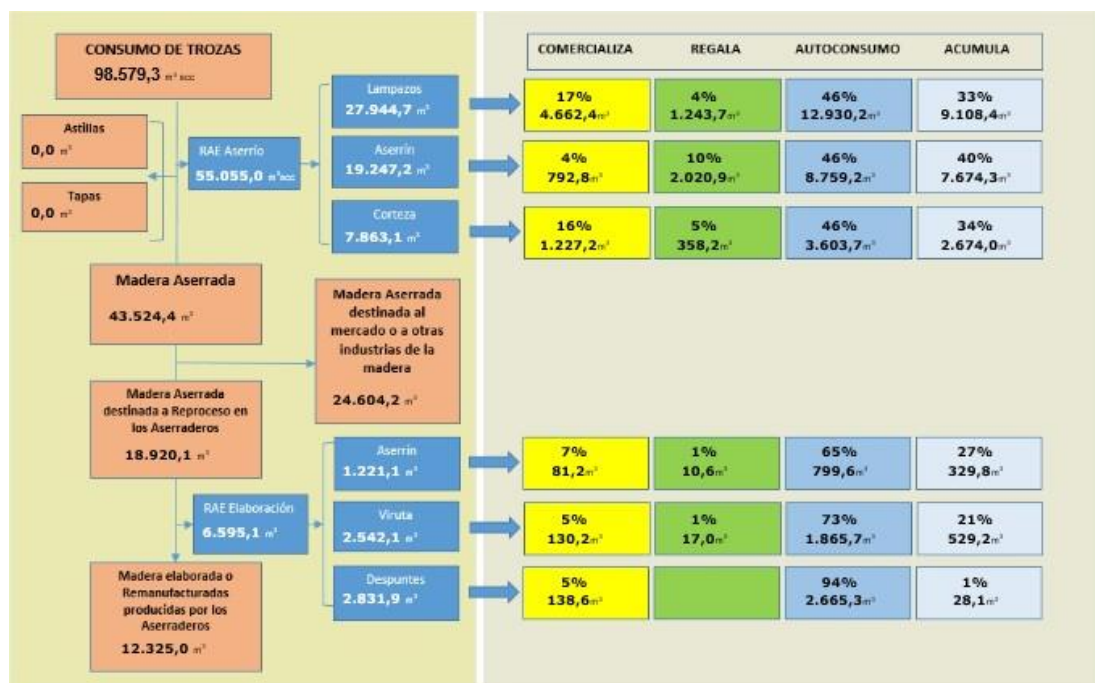 CONSUMO DE TROZAS
98.579,3 m³ scc
Astillas
0,0 m³
Tapas
0,0 m³
RAE Aserrío
55.055,0 m³scc
Lampazos
27.944,7 m³
Aserrín
19.247,2 m³
Corteza
7.863,1 m³
COMERCIALIZA REGALA AUTOCONSUMO ACUMULA
17% 4% 46% 33%
4.662,4m³ 1.243,7m³ 12.930,2m³ 9.108,4m³
4% 10% 46% 40%
792,8m³ 2.020,9m³ 8.759,2m³ 7.674,3m³
16% 5% 46% 34%
1.227,2m³ 358,2m³ 3.603,7m³ 2.674,0m³
Madera Aserrada
43.524,4 m³
Madera Aserrada
destinada al
mercado o a otras
industrias de la
madera
24.604,2 m³
Madera Aserrada
destinada a Reproceso en
los Aserraderos
18.920,1 m³
RAE Elaboración
6.595,1 m³
Aserrín
1.221,1 m³
Viruta
2.542,1 m³
Despuntes
2.831,9 m³
7% 1% 65% 27%
81,2m³ 10,6m³ 799,6m³ 329,8m³
5% 1% 73% 21%
130,2m³ 17,0m³ 1.865,7m³ 529,2m³
5% 94% 1%
138,6m³ 2.665,3m³ 28,1m³
Madera elaborada o
Remanufacturadas
producidas por los
Aserraderos
12.325,0 m³